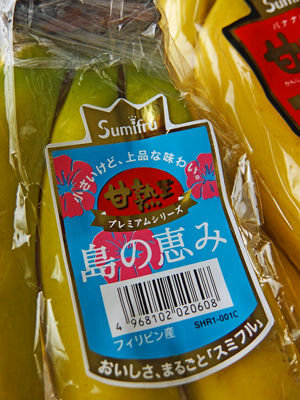 Sumifru
小さいけど、上品な味わい。
甘熟王
プレミアムシリーズ
島の恵み
4 968102 020608
SHR1-001C
フィリピン産
おいしさ、まるごと「スミフル」
Sumifru